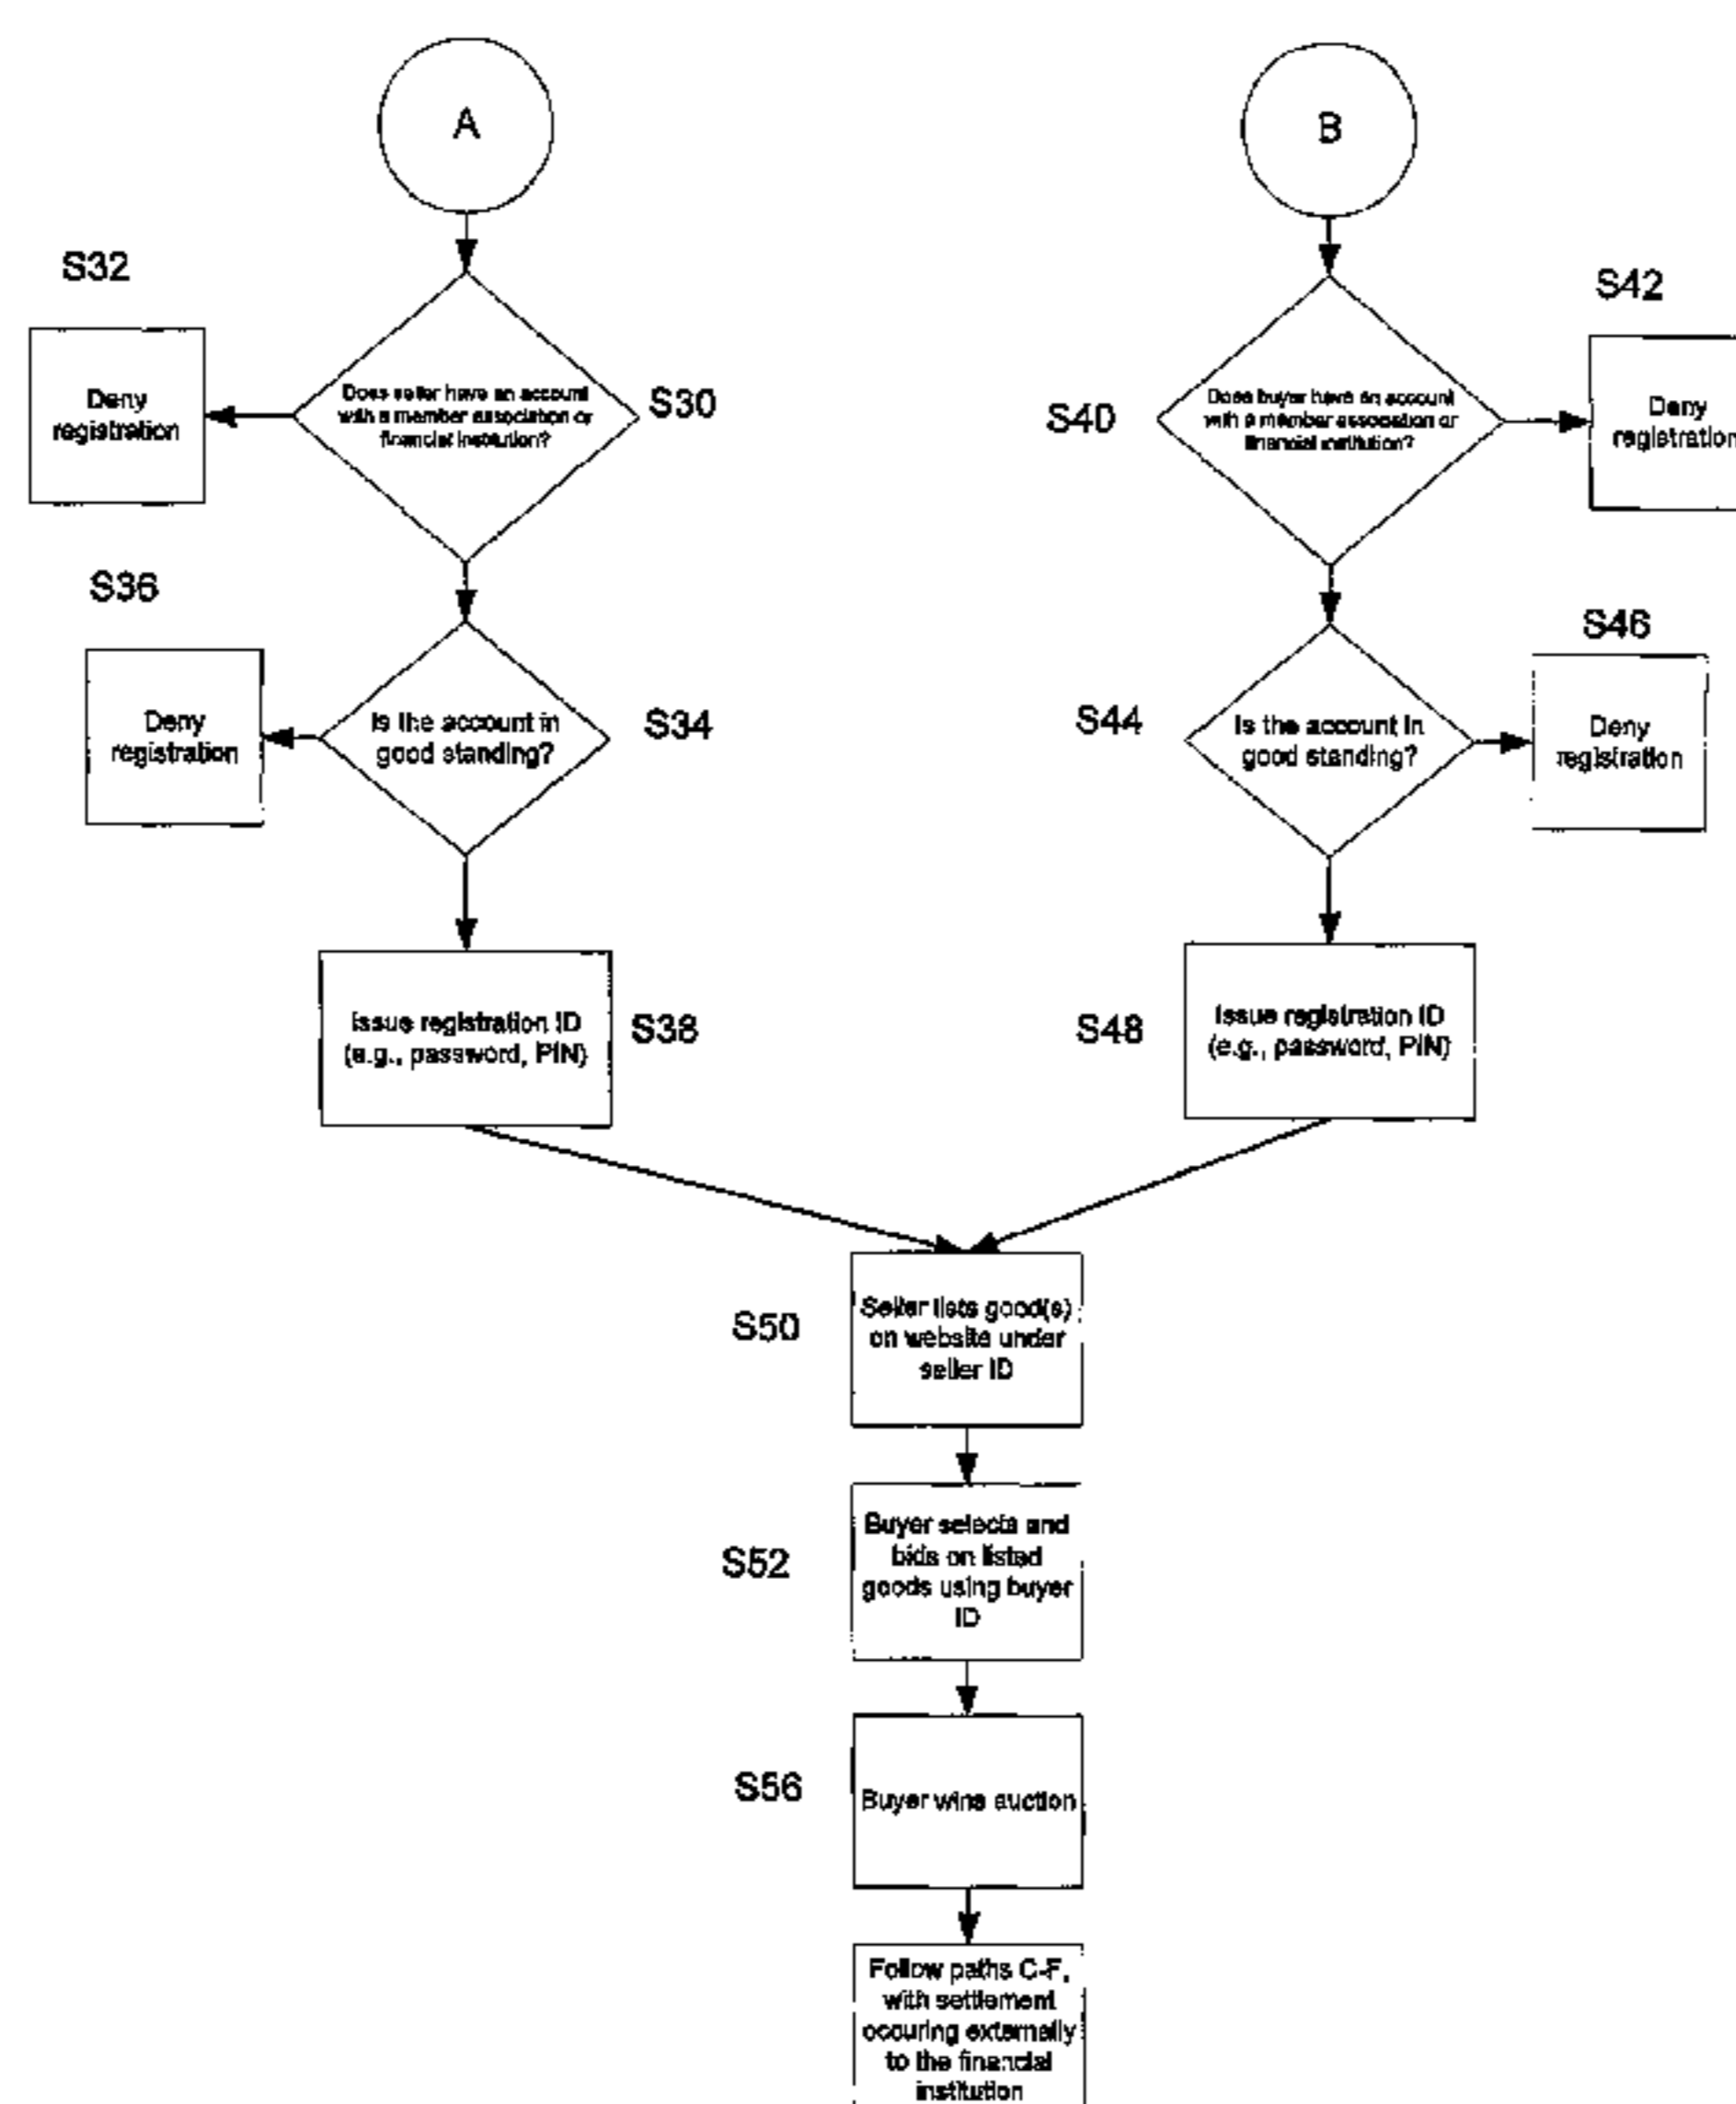 A
B
S32
S42
Deny
registration
Does seller have an account
with a member association or
financial institution?
S30
S40
Does buyer have an account
with a member association or
financial institution?
Deny
registration
S36
S46
Deny
registration
Is the account in
good standing?
S34
S44
Is the account in
good standing?
Deny
registration
Issue registration ID
(e.g., password, PIN)
S38
S48
Issue registration ID
(e.g., password, PIN)
S50
Seller lists good(s)
on website under
seller ID
S52
Buyer selects and
bids on listed
goods using buyer
ID
S56
Buyer wins auction
Follow paths C-F,
with settlement
occuring externally
to the financial
institution